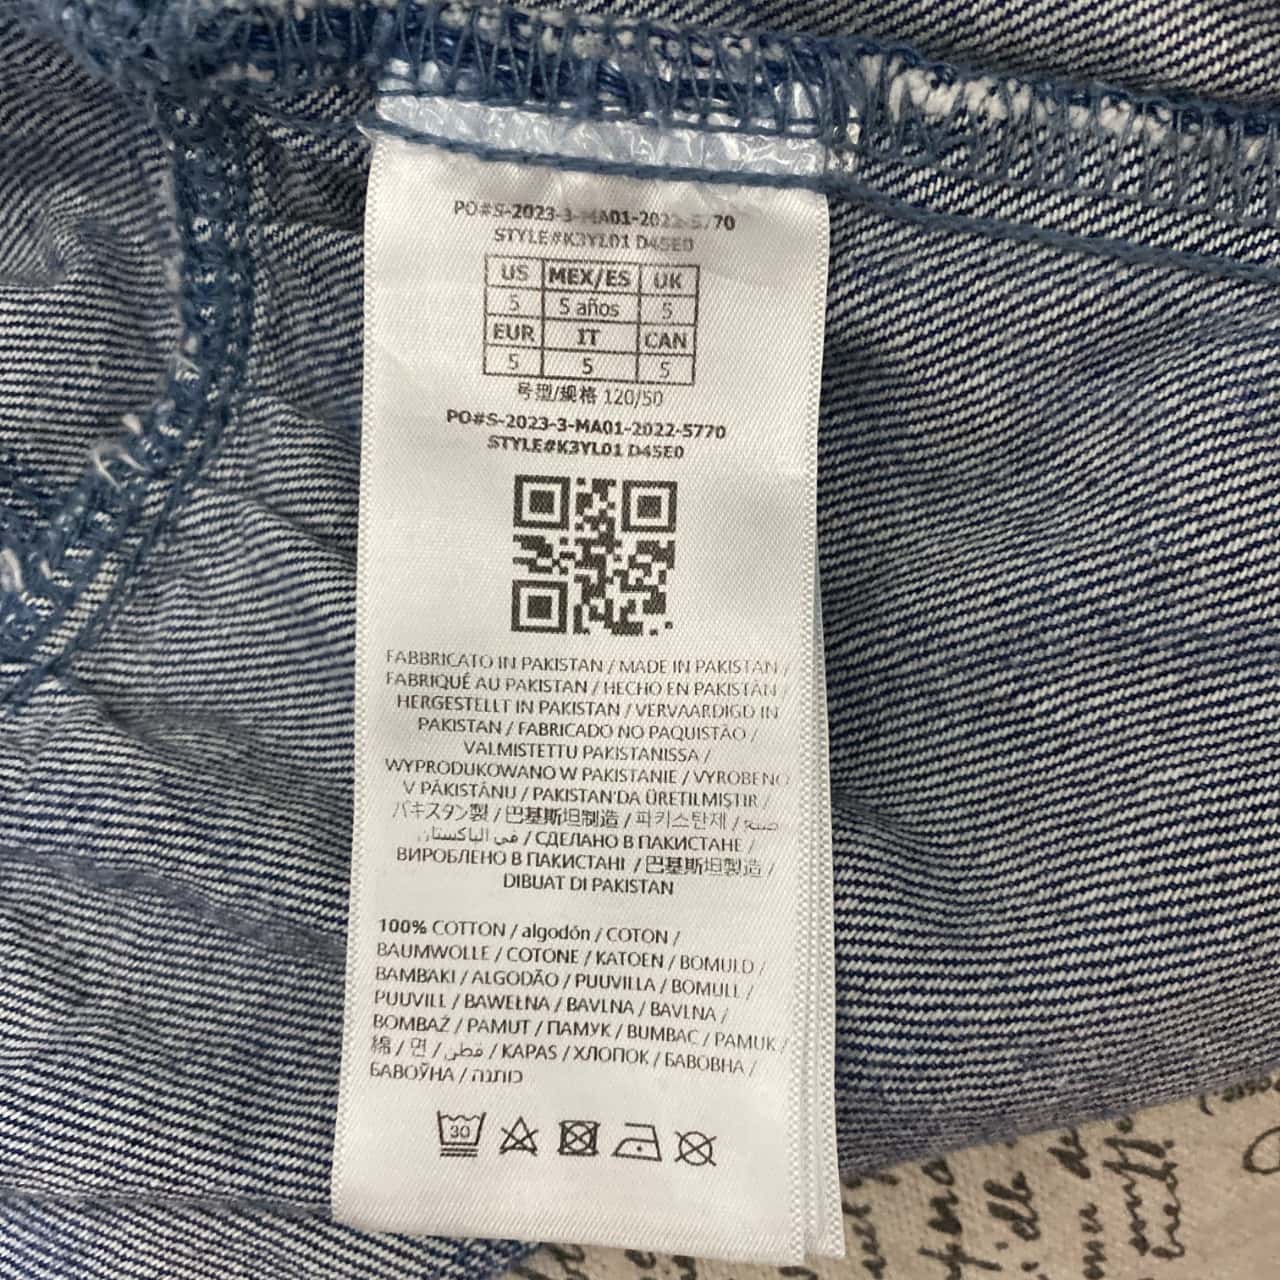 PO#S-2023-3-MA01-2022-5770
STYLE#K3YL01 D45E0
US MEX/ES UK
5 5 años 5
EUR IT CAN
5 5 5
号型/规格 120/50
PO#S-2023-3-MA01-2022-5770
STYLE#K3YL01 D45E0
FABBRICATO IN PAKISTAN / MADE IN PAKISTAN /
FABRIQUÉ AU PAKISTAN / HECHO EN PAKISTÁN /
HERGESTELLT IN PAKISTAN / VERVAARDIGD IN
PAKISTAN / FABRICADO NO PAQUISTÃO /
VALMISTETTU PAKISTANISSA /
WYPRODUKOWANO W PAKISTANIE / VYROBENO
V PÁKISTÁNU / PAKISTAN'DA ÜRETILMIŞTIR /
パキスタン製 / 巴基斯坦制造 / 파키스탄제 / صنع
في الباكستان / СДЕЛАНО В ПАКИСТАНЕ /
ВИРОБЛЕНО В ПАКИСТАНІ / 巴基斯坦製造 /
DIBUAT DI PAKISTAN
100% COTTON / algodón / COTON /
BAUMWOLLE / COTONE / KATOEN / BOMULD /
BAMBAKI / ALGODÃO / PUUVILLA / BOMULL /
PUUVILL / BAWEŁNA / BAVLNA / BAVLNA /
BOMBAŽ / PAMUT / ПАМУК / BUMBAC / PAMUK /
綿 / 면 / قطن / KAPAS / ХЛОПОК / БАВОВНА /
БАВОЎНА / כותנה
30